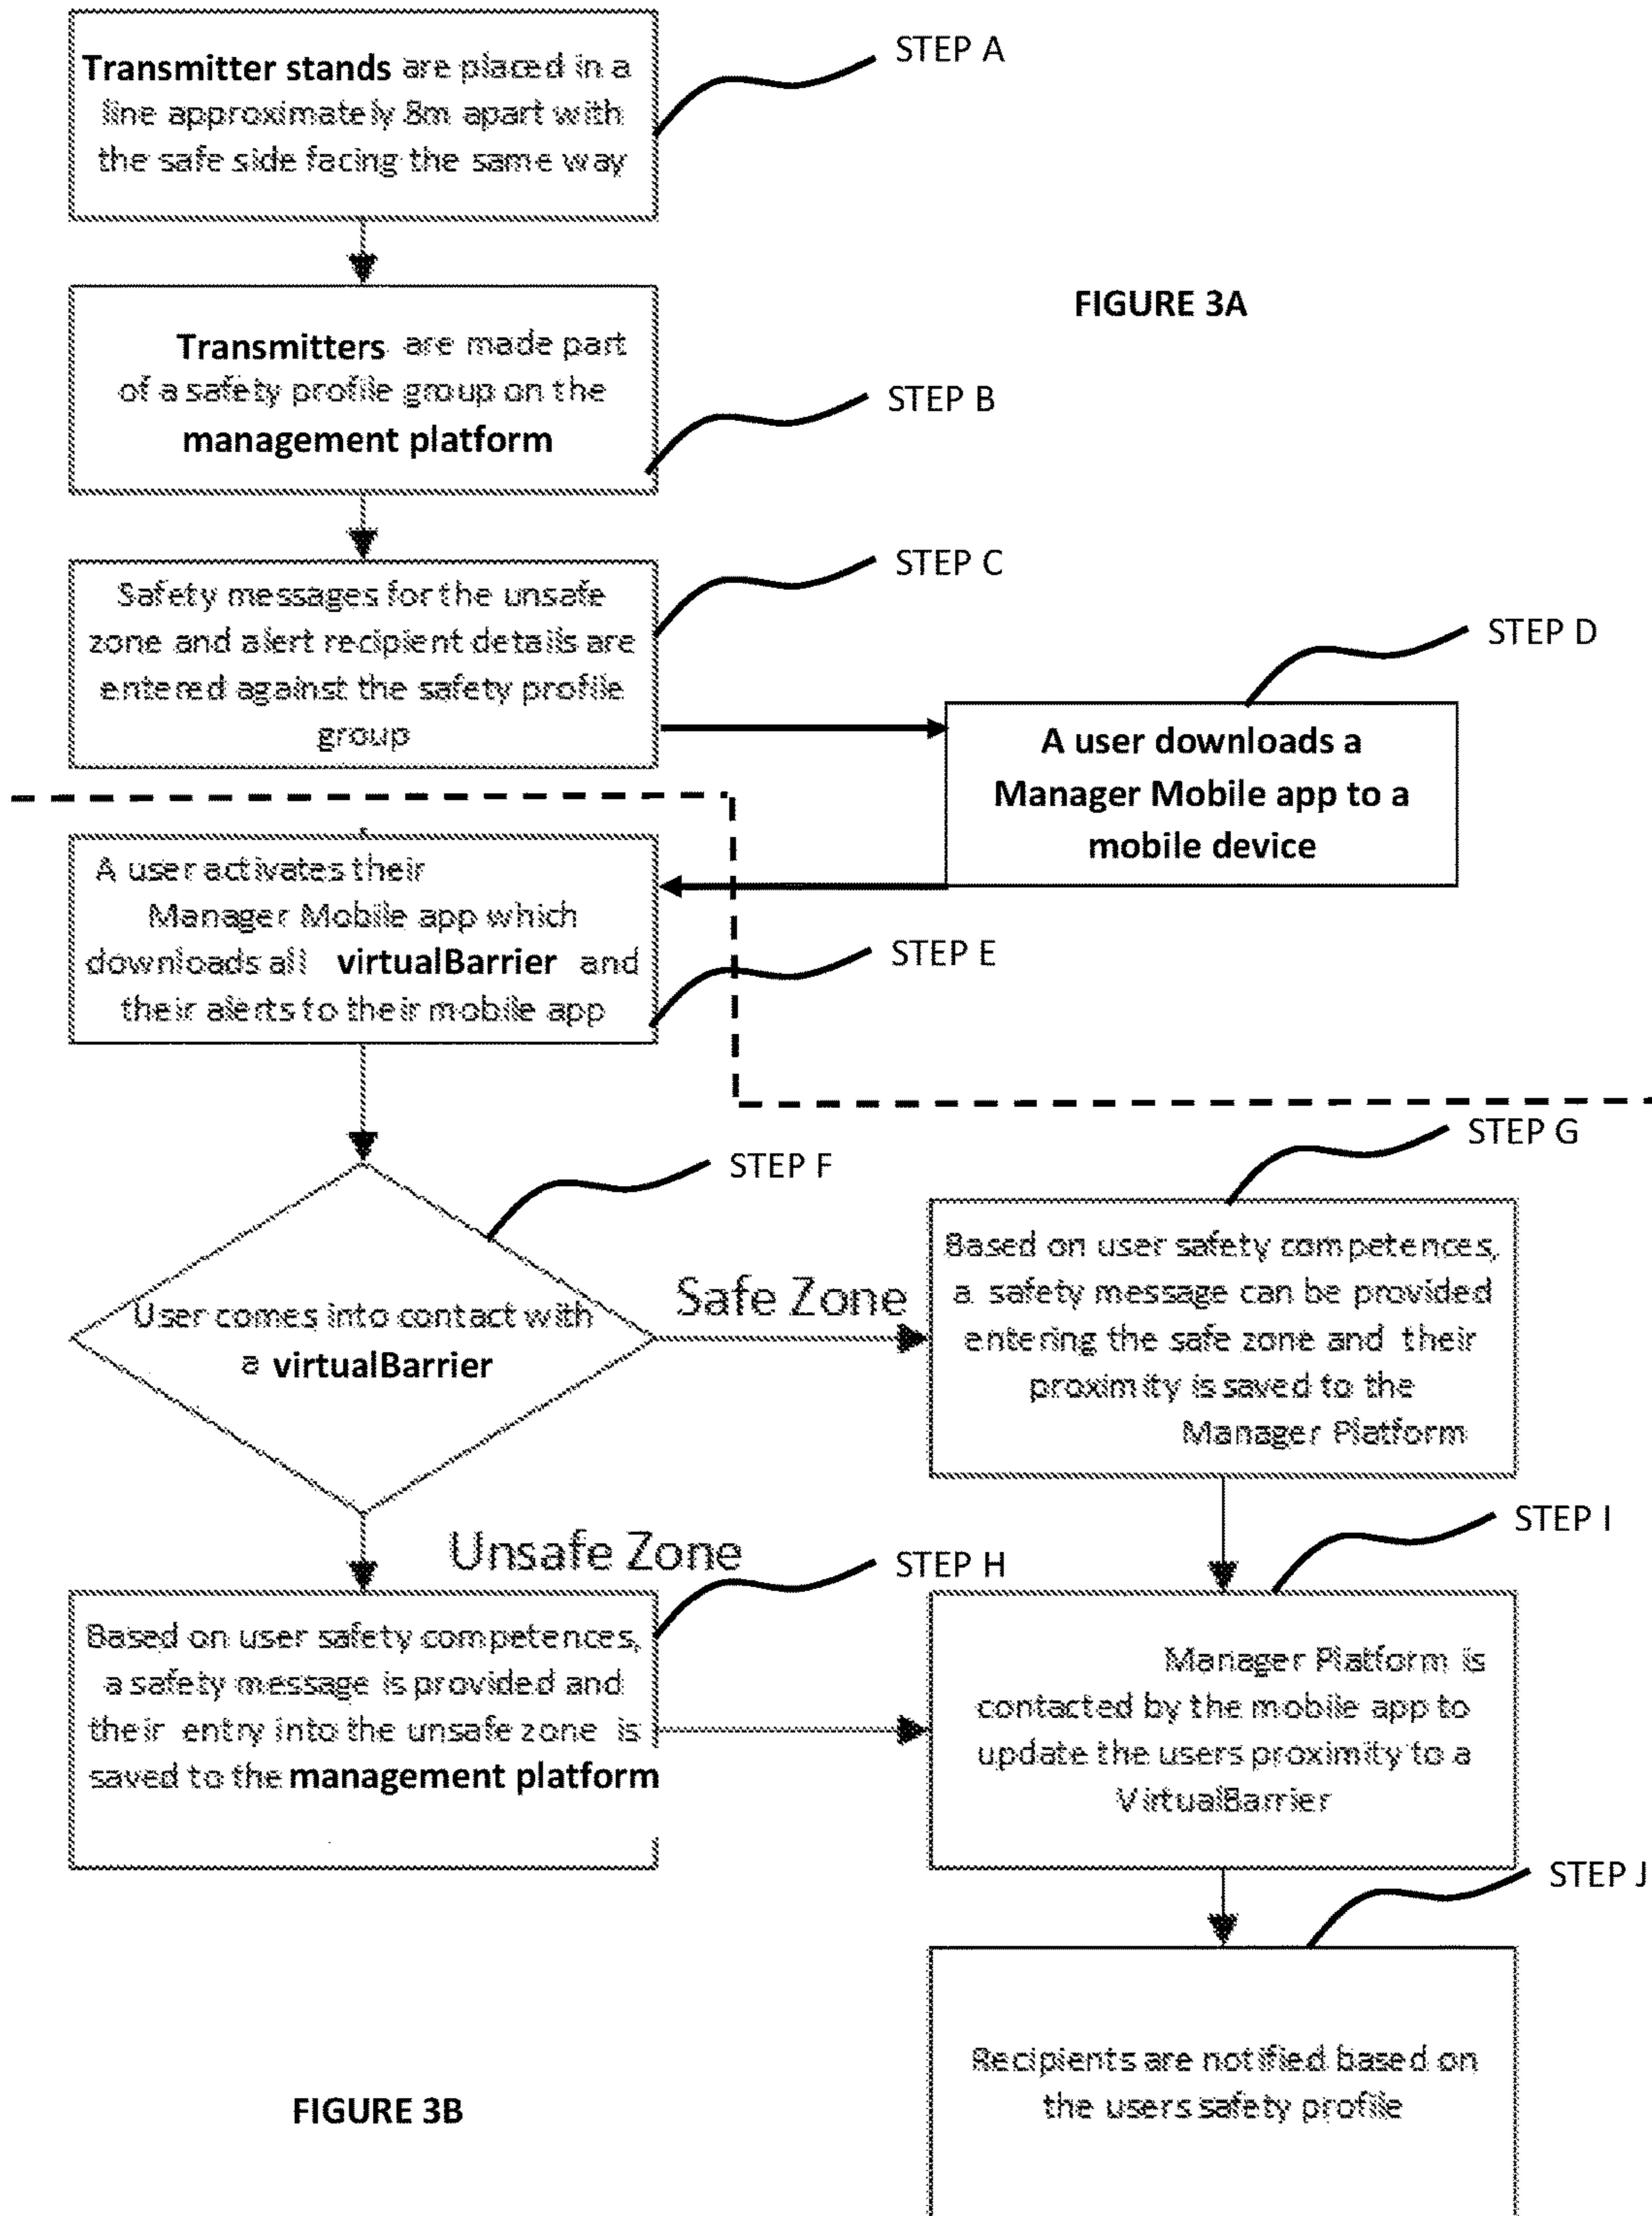 Transmitter stands are placed in a
line approximately 8m apart with
the safe side facing the same way
STEP A
Transmitters are made part
of a safety profile group on the
management platform
FIGURE 3A
STEP B
Safety messages for the unsafe
zone and alert recipient details are
entered against the safety profile
group
STEP C
STEP D
A user downloads a
Manager Mobile app to a
mobile device
A user activates their
Manager Mobile app which
downloads all virtualBarrier and
their alerts to their mobile app
STEP E
STEP F
User comes into contact with
a virtualBarrier
Safe Zone
STEP G
Based on user safety competences,
a safety message can be provided
entering the safe zone and their
proximity is saved to the
Manager Platform
Unsafe Zone
STEP H
Based on user safety competences,
a safety message is provided and
their entry into the unsafe zone is
saved to the management platform
STEP I
Manager Platform is
contacted by the mobile app to
update the users proximity to a
VirtualBarrier
STEP J
Recipients are notified based on
the users safety profile
FIGURE 3B